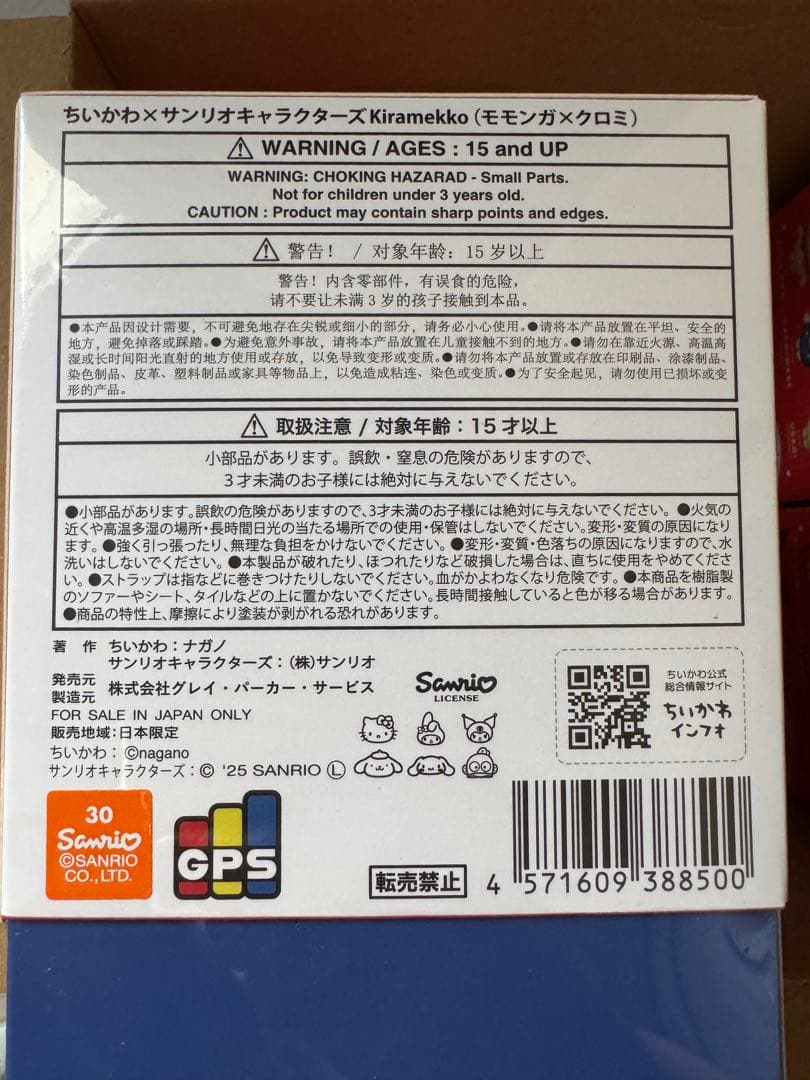 ちいかわ×サンリオキャラクターズKiramekko（モモンガ×クロミ）
⚠ WARNING / AGES : 15 and UP
WARNING: CHOKING HAZARAD - Small Parts.
Not for children under 3 years old.
CAUTION : Product may contain sharp points and edges.
⚠ 警告！ / 对象年龄：15 岁以上
警告！内含零部件，有误食的危险，
请不要让未满 3 岁的孩子接触到本品。
●本产品因设计需要，不可避免地存在尖锐或细小的部分，请务必小心使用。●请将本产品放置在平坦、安全的
地方，避免掉落或踩踏。●为避免意外事故，请将本产品放置在儿童接触不到的地方。●请勿在靠近火源、高温高
湿或长时间阳光直射的地方使用或存放，以免导致变形或变质。●请勿将本产品放置或存放在印刷品、涂漆制品、
染色制品、皮革、塑料制品或家具等物品上，以免造成粘连、染色或变质。●为了安全起见，请勿使用已损坏或变
形的产品。
⚠ 取扱注意 / 対象年齢：15才以上
小部品があります。誤飲・窒息の危険がありますので、
3才未満のお子様には絶対に与えないでください。
●小部品があります。誤飲の危険がありますので、3才未満のお子様には絶対に与えないでください。●火気の
近くや高温多湿の場所・長時間日光の当たる場所での使用・保管はしないでください。変形・変質の原因になり
ます。●強く引っ張ったり、無理な負担をかけないでください。●変形・変質・色落ちの原因になりますので、水
洗いはしないでください。●本製品が破れたり、ほつれたりなど破損した場合は、直ちに使用をやめてくださ
い。●ストラップは指などに巻きつけたりしないでください。血がかよわなくなり危険です。●本商品を樹脂製
のソファーやシート、タイルなどの上に置かないでください。長時間接触していると色が移る場合があります。
●商品の特性上、摩擦により塗装が剥がれる恐れがあります。
著 作 ちいかわ：ナガノ
サンリオキャラクターズ：（株）サンリオ
発売元
製造元 株式会社グレイ・パーカー・サービス
FOR SALE IN JAPAN ONLY
販売地域：日本限定
ちいかわ：©nagano
サンリオキャラクターズ：© '25 SANRIO Ⓛ
Sanrio
LICENSE
ちいかわ公式
総合情報サイト
ちいかわ
インフォ
30
Sanrio
©SANRIO
CO.,LTD.
GPS
転売禁止
4 571609 388500